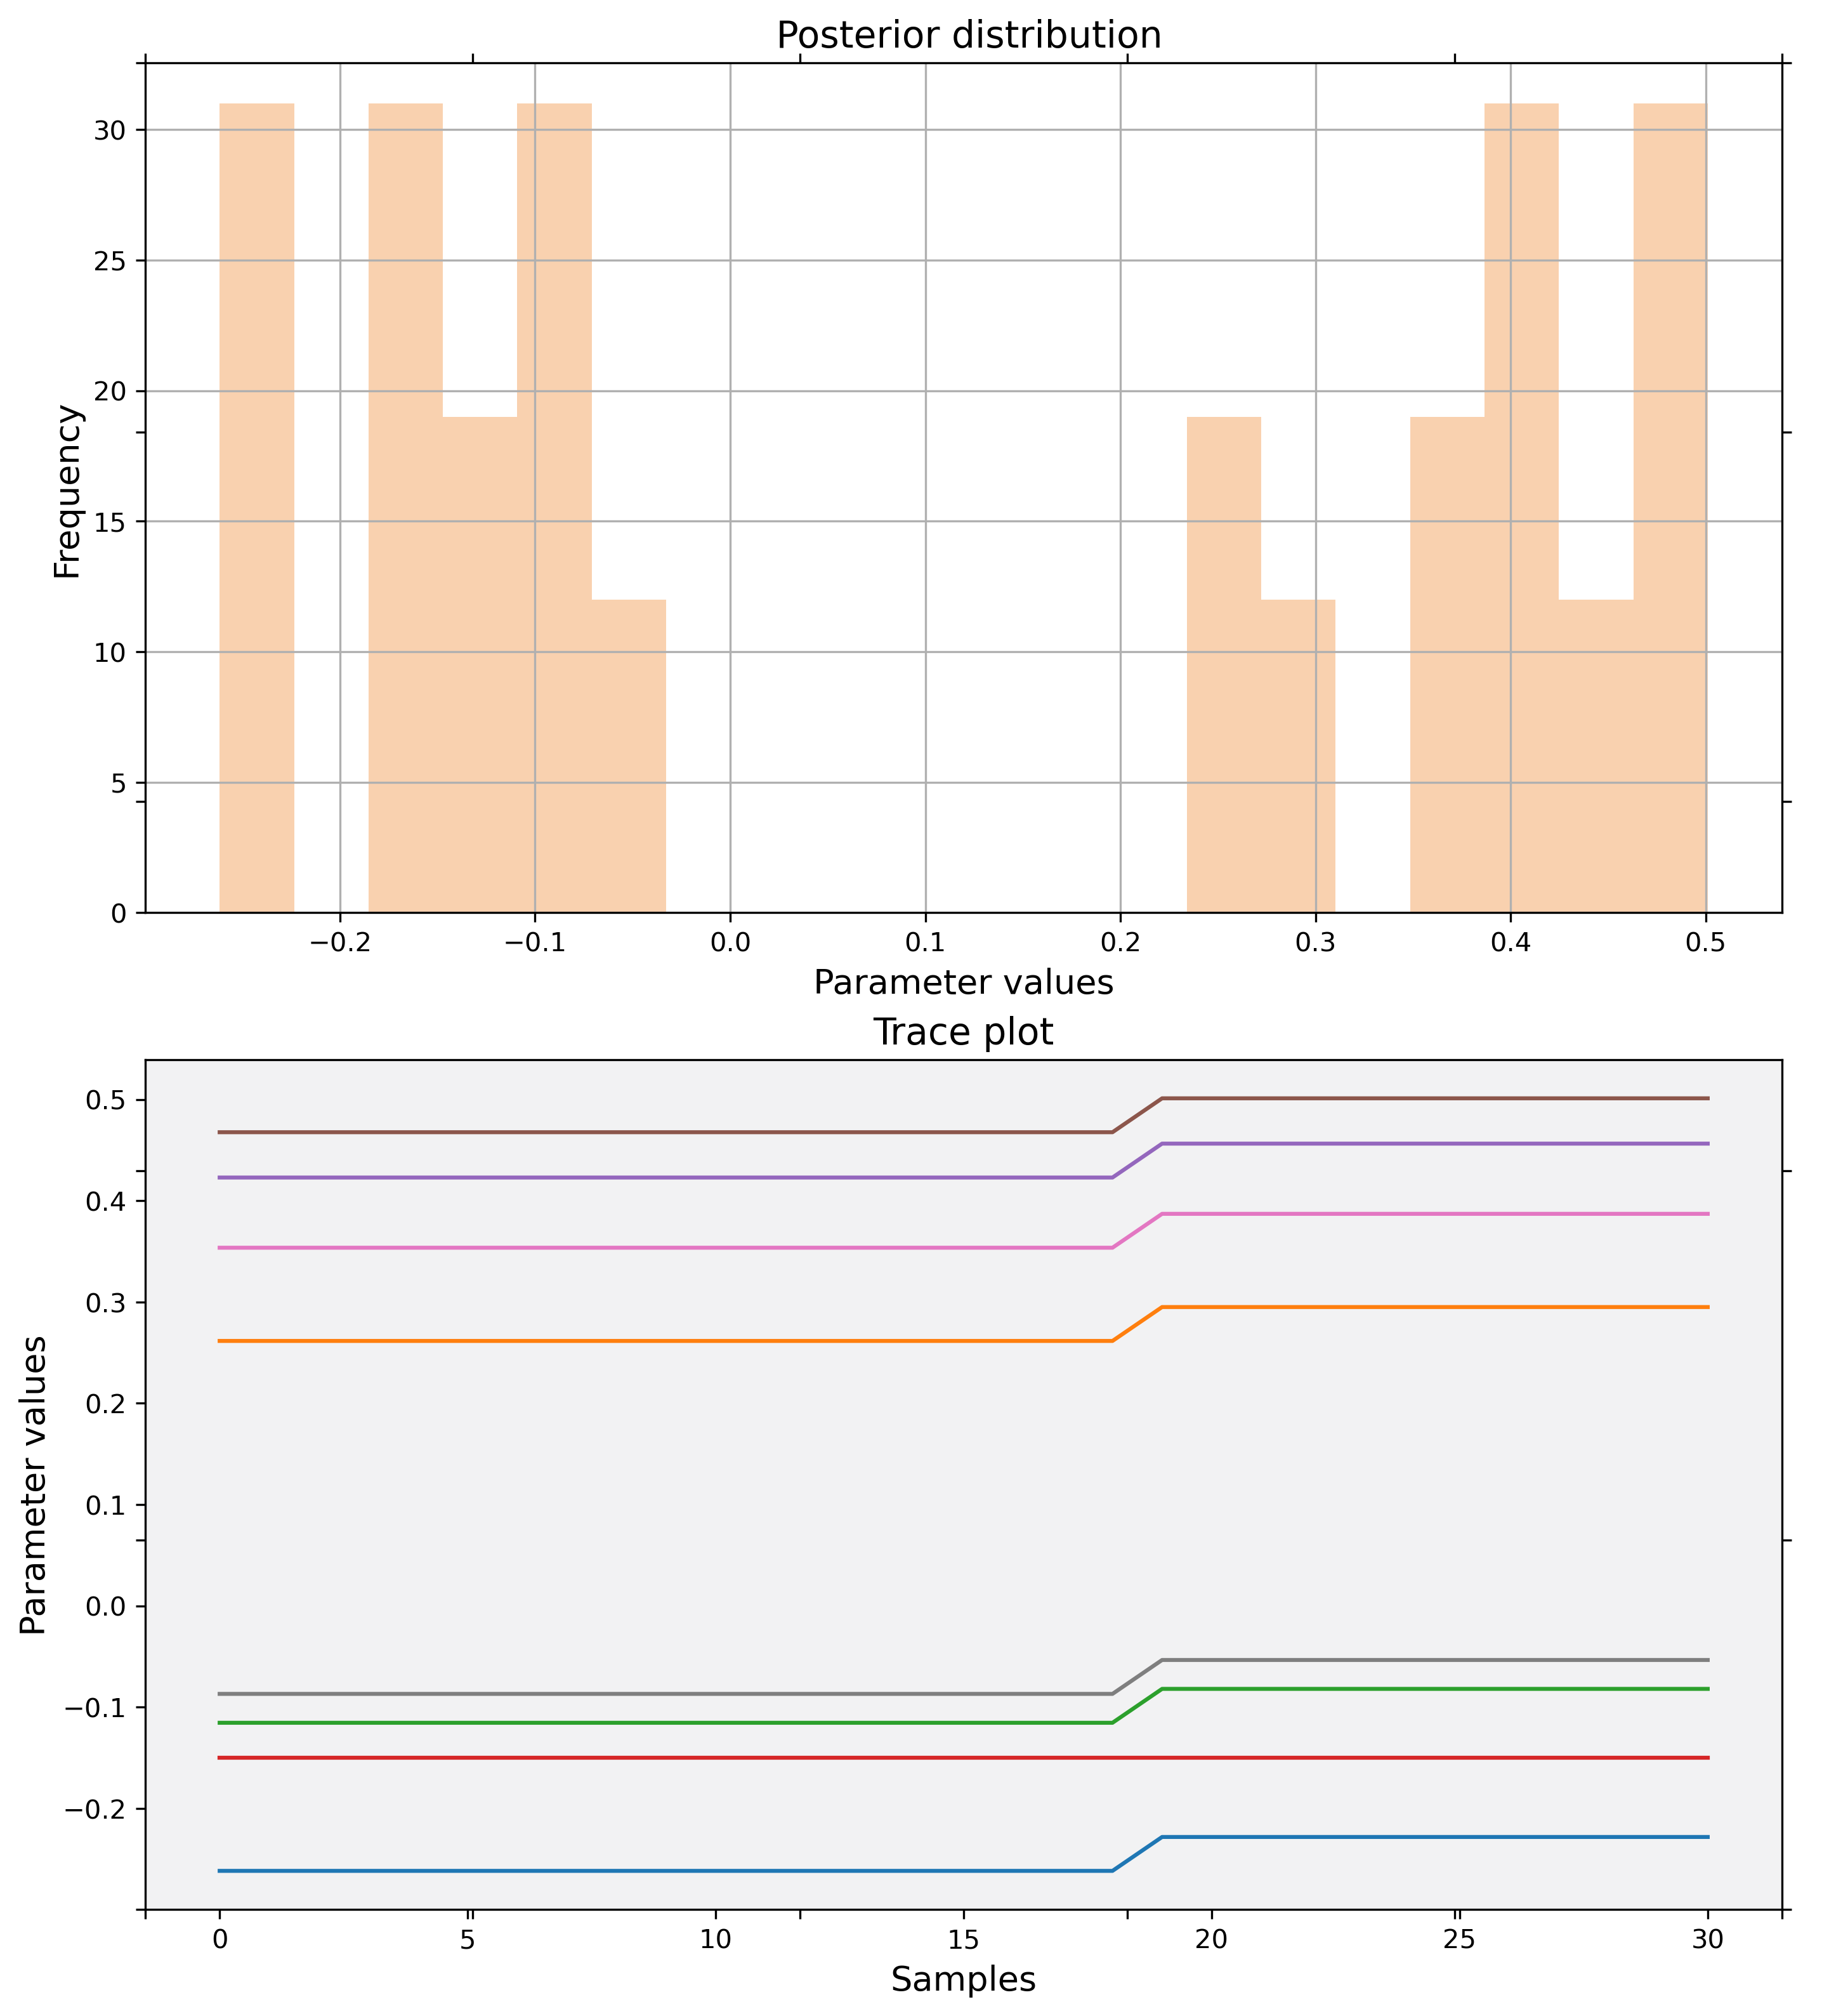 Posterior distribution
30
25
20
15
10
5
0
Frequency
−0.2 −0.1 0.0 0.1 0.2 0.3 0.4 0.5
Parameter values
Trace plot
0.5
0.4
0.3
0.2
0.1
0.0
−0.1
−0.2
Parameter values
0 5 10 15 20 25 30
Samples